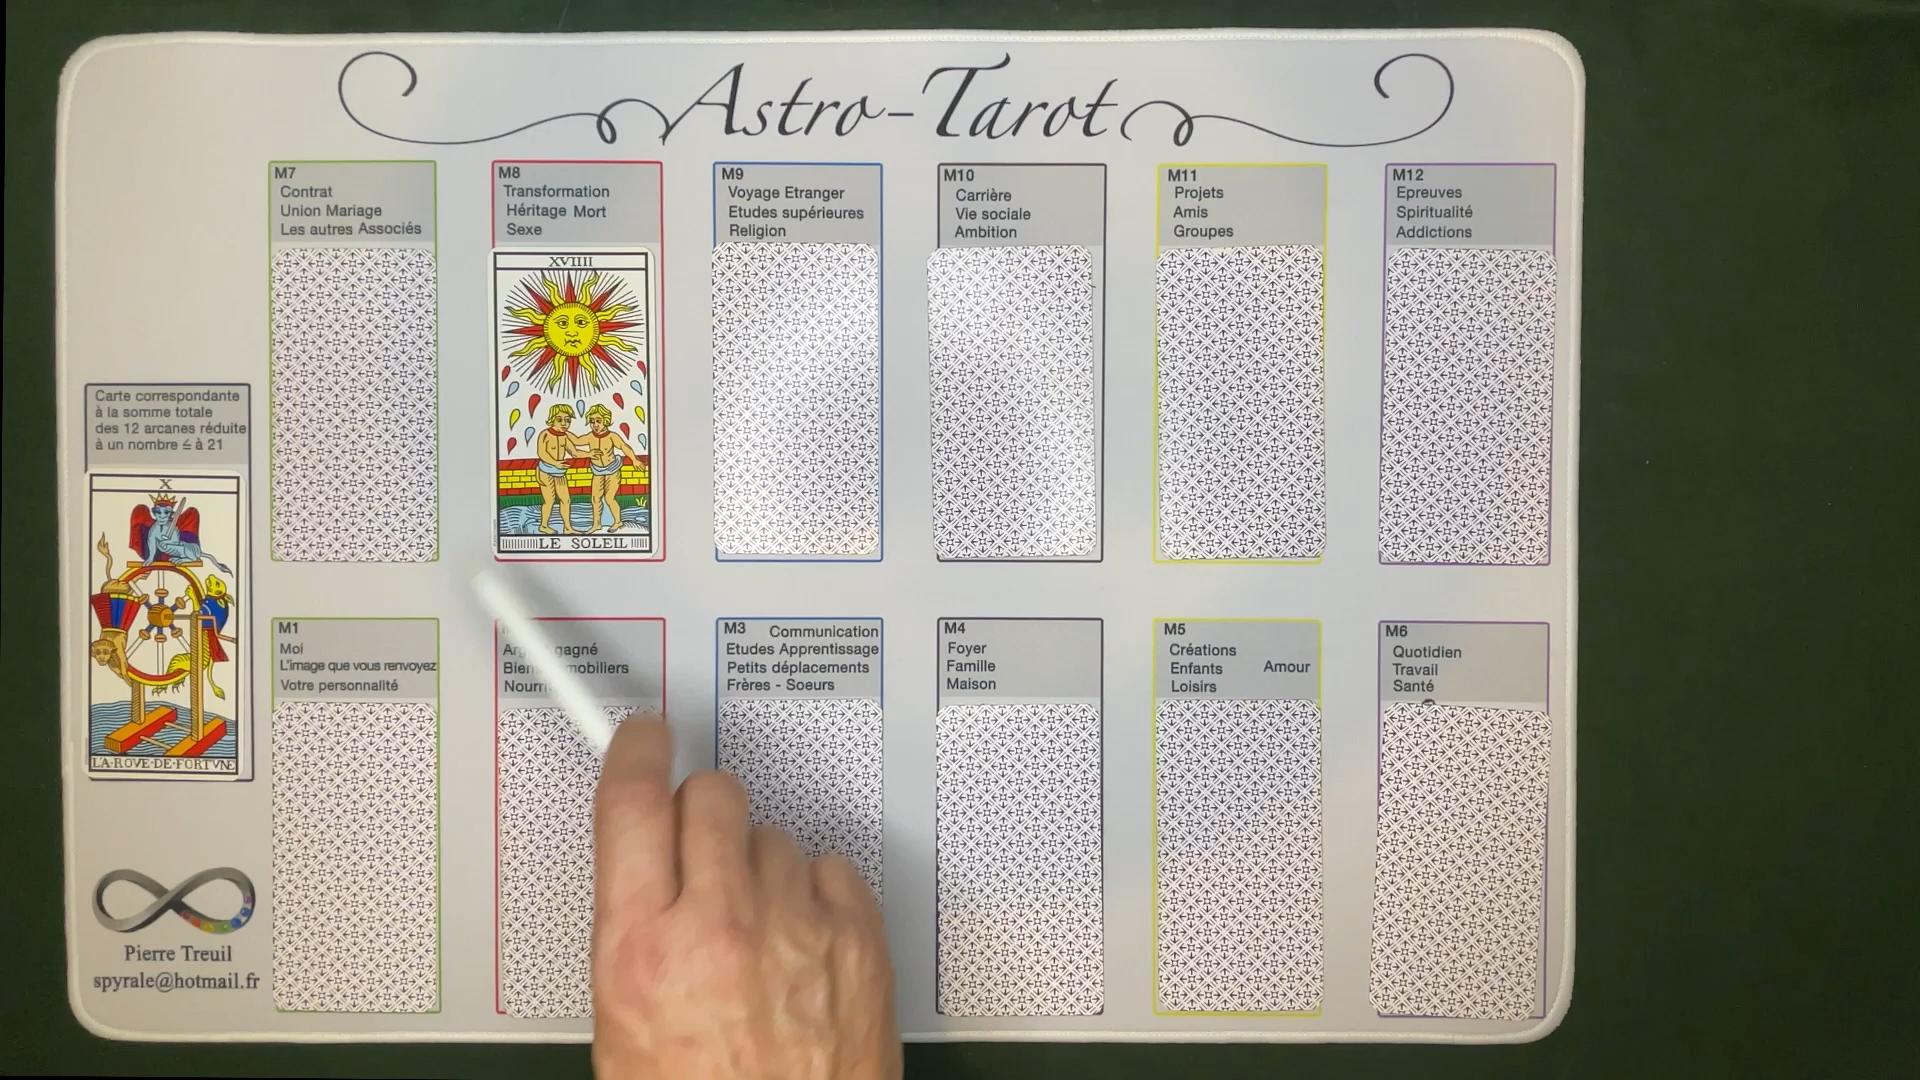 Astro-Tarot
M7
Contrat
Union Mariage
Les autres Associés
M8
Transformation
Héritage Mort
Sexe
XVIIII
LE SOLEIL
M9
Voyage Etranger
Etudes supérieures
Religion
M10
Carrière
Vie sociale
Ambition
M11
Projets
Amis
Groupes
M12
Epreuves
Spiritualité
Addictions
Carte correspondante
à la somme totale
des 12 arcanes réduite
à un nombre ≤ à 21
X
LA·ROVE·DE·FORTVNE
M1
Moi
L'image que vous renvoyez
Votre personnalité
gagné
M3 Communication
Etudes Apprentissage
Petits déplacements
Frères - Soeurs
M4
Foyer
Famille
Maison
M5
Créations
Enfants Amour
Loisirs
M6
Quotidien
Travail
Santé
Pierre Treuil
spyrale@hotmail.fr